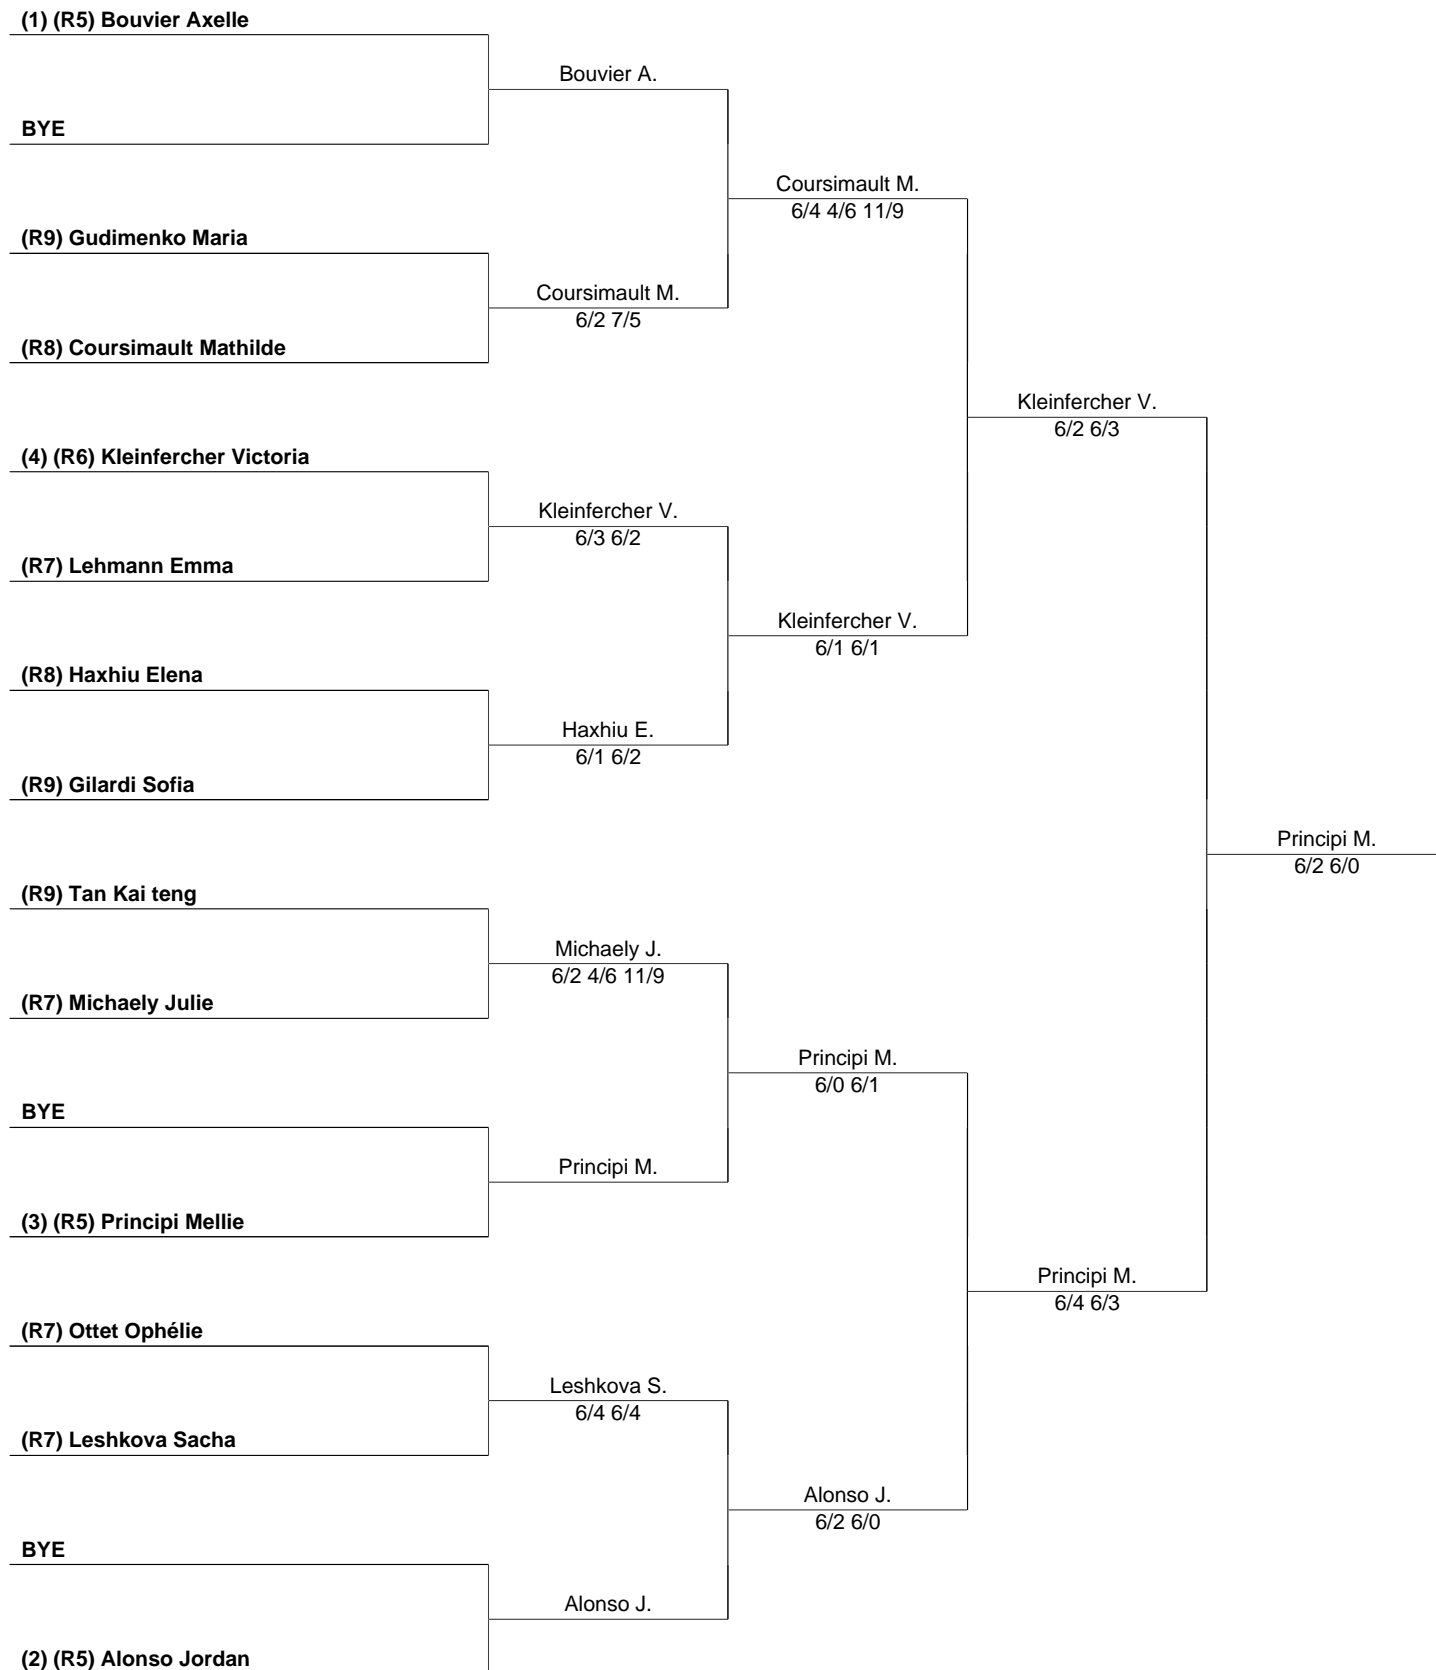 (1) (R5) Bouvier Axelle
Bouvier A.
BYE
Coursimault M.
6/4 4/6 11/9
(R9) Gudimenko Maria
Coursimault M.
6/2 7/5
(R8) Coursimault Mathilde
Kleinfercher V.
6/2 6/3
(4) (R6) Kleinfercher Victoria
Kleinfercher V.
6/3 6/2
(R7) Lehmann Emma
Kleinfercher V.
6/1 6/1
(R8) Haxhiu Elena
Haxhiu E.
6/1 6/2
(R9) Gilardi Sofia
Principi M.
6/2 6/0
(R9) Tan Kai teng
Michaely J.
6/2 4/6 11/9
(R7) Michaely Julie
Principi M.
6/0 6/1
BYE
Principi M.
(3) (R5) Principi Mellie
Principi M.
6/4 6/3
(R7) Ottet Ophélie
Leshkova S.
6/4 6/4
(R7) Leshkova Sacha
Alonso J.
6/2 6/0
BYE
Alonso J.
(2) (R5) Alonso Jordan